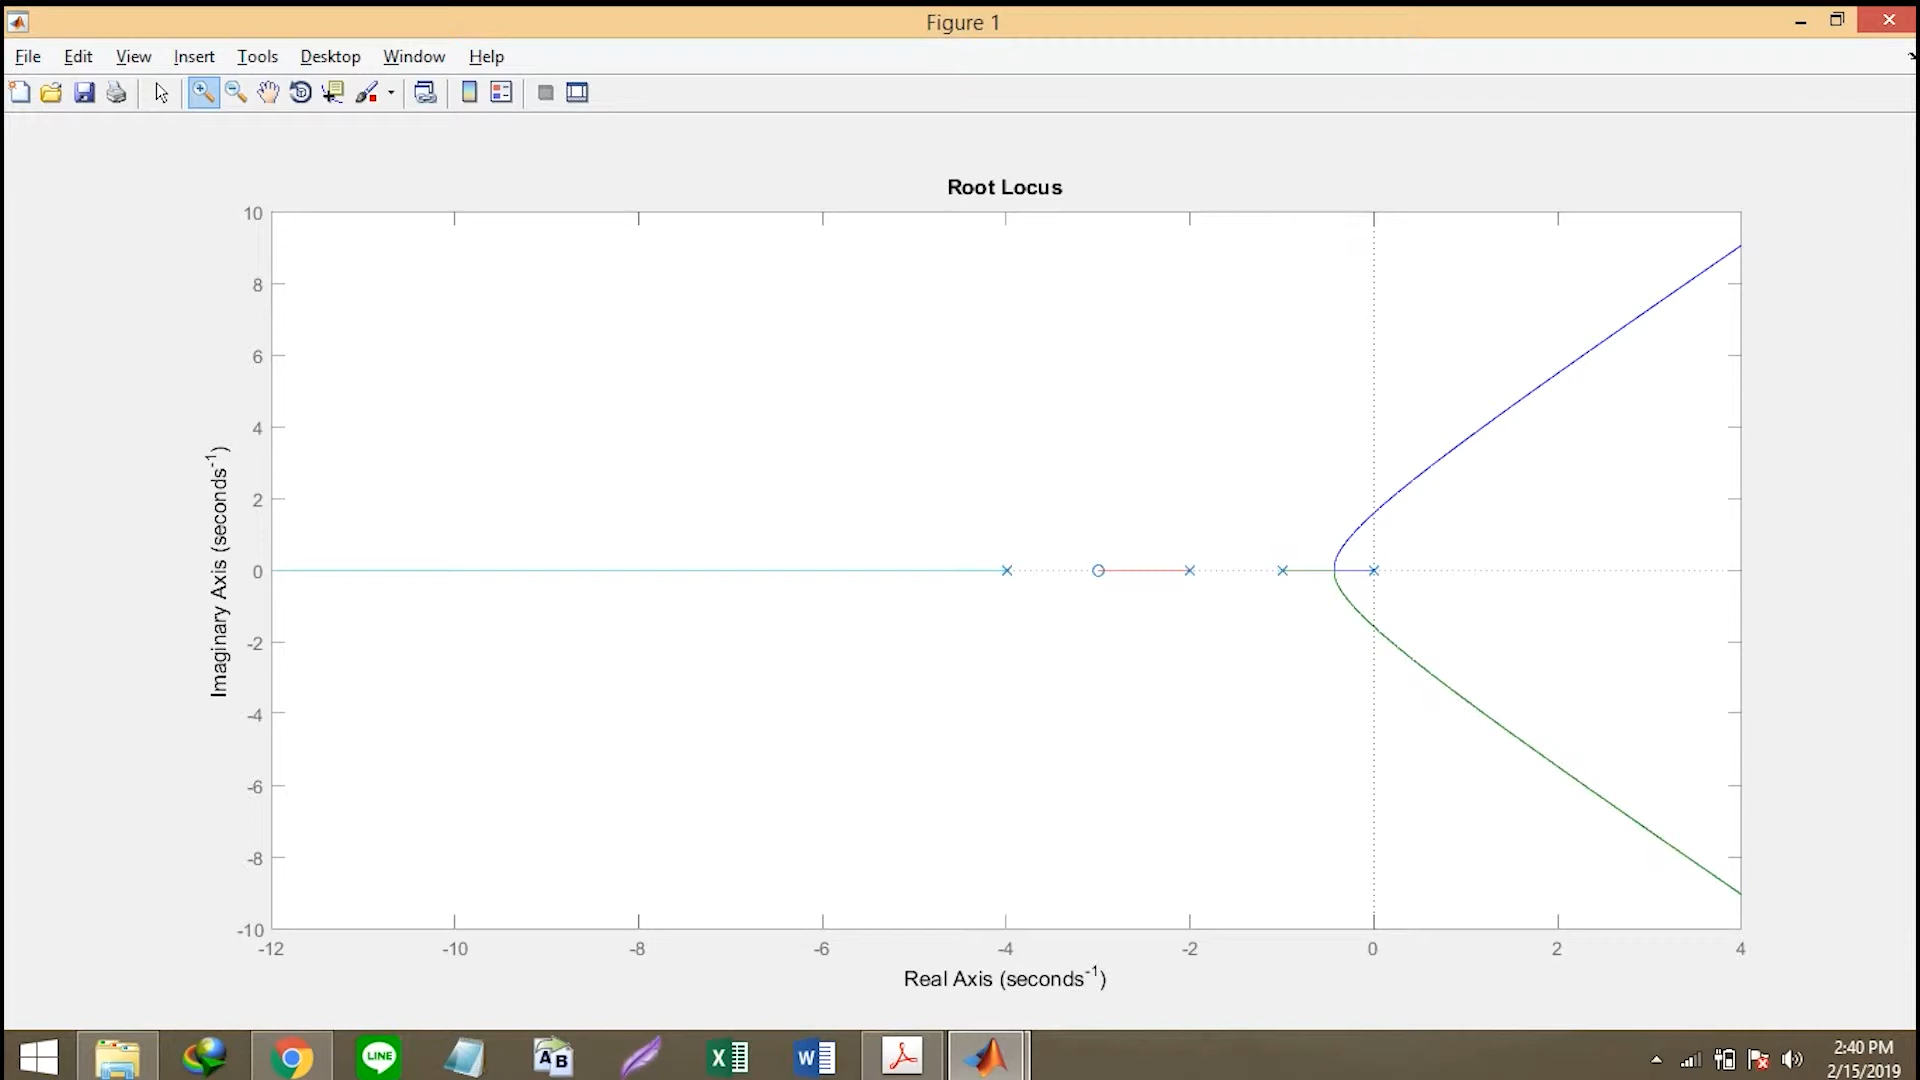 Figure 1
File Edit View Insert Tools Desktop Window Help
Root Locus
10
8
6
4
2
0
-2
-4
-6
-8
-10
Imaginary Axis (seconds⁻¹)
-12 -10 -8 -6 -4 -2 0 2 4
Real Axis (seconds⁻¹)
LINE
AB
X
W
2:40 PM
2/15/2019